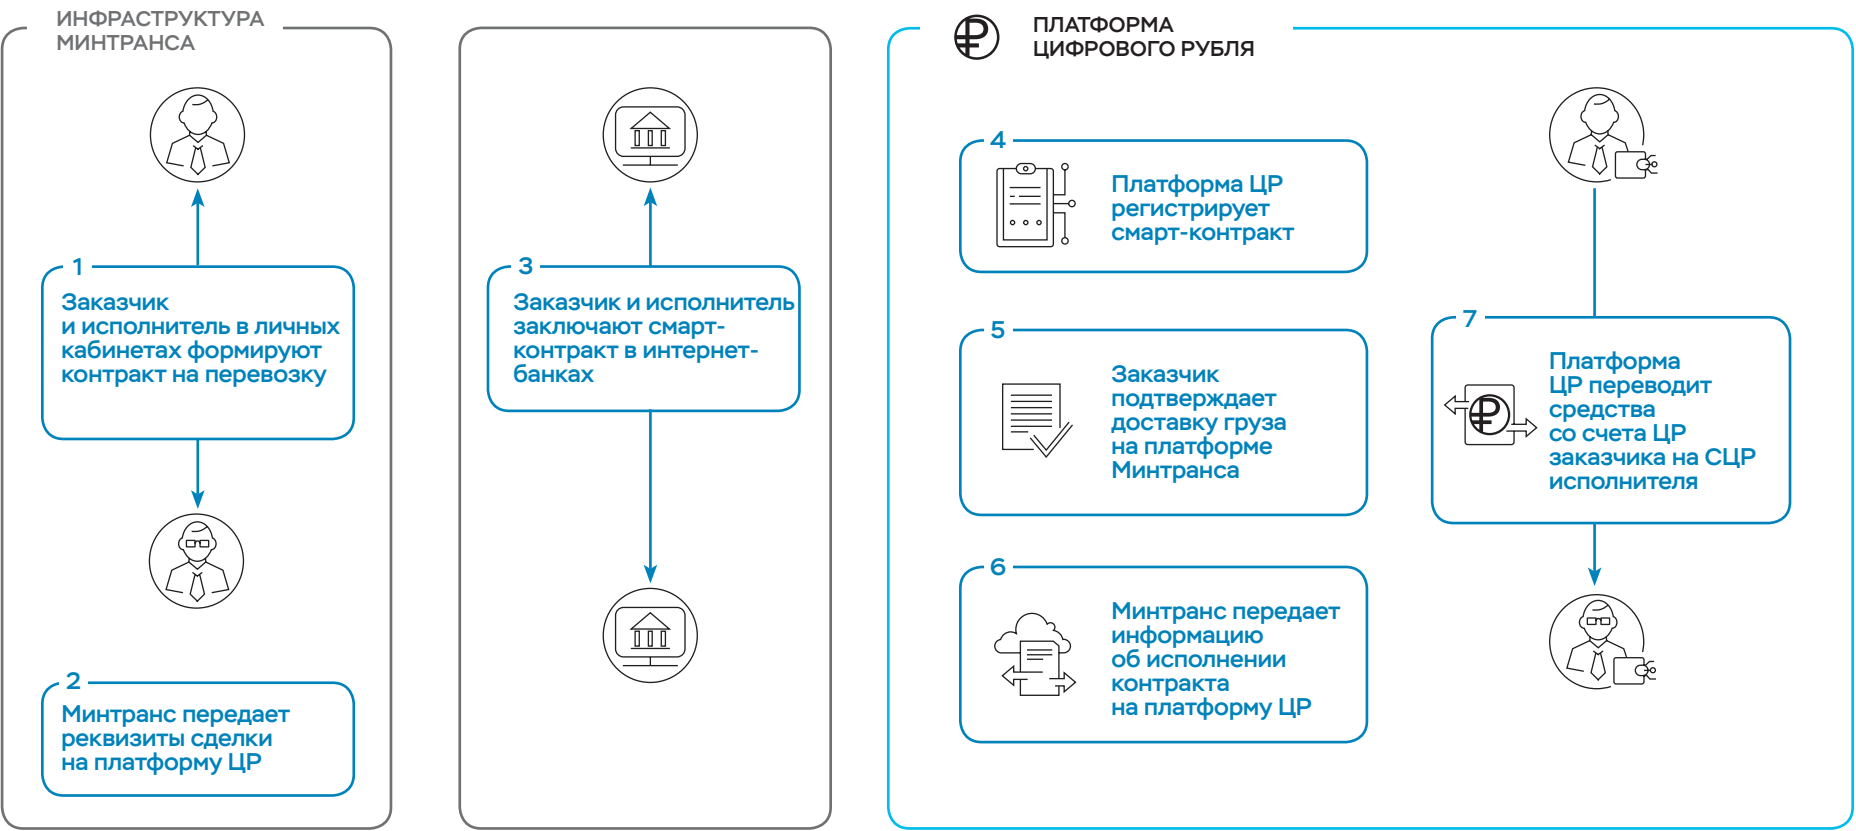 ИНФРАСТРУКТУРА
МИНТРАНСА
1
Заказчик
и исполнитель в личных
кабинетах формируют
контракт на перевозку
2
Минтранс передает
реквизиты сделки
на платформу ЦР
3
Заказчик и исполнитель
заключают смарт-
контракт в интернет-
банках
ПЛАТФОРМА
ЦИФРОВОГО РУБЛЯ
4
Платформа ЦР
регистрирует
смарт-контракт
5
Заказчик
подтверждает
доставку груза
на платформе
Минтранса
6
Минтранс передает
информацию
об исполнении
контракта
на платформу ЦР
7
Платформа
ЦР переводит
средства
со счета ЦР
заказчика на СЦР
исполнителя